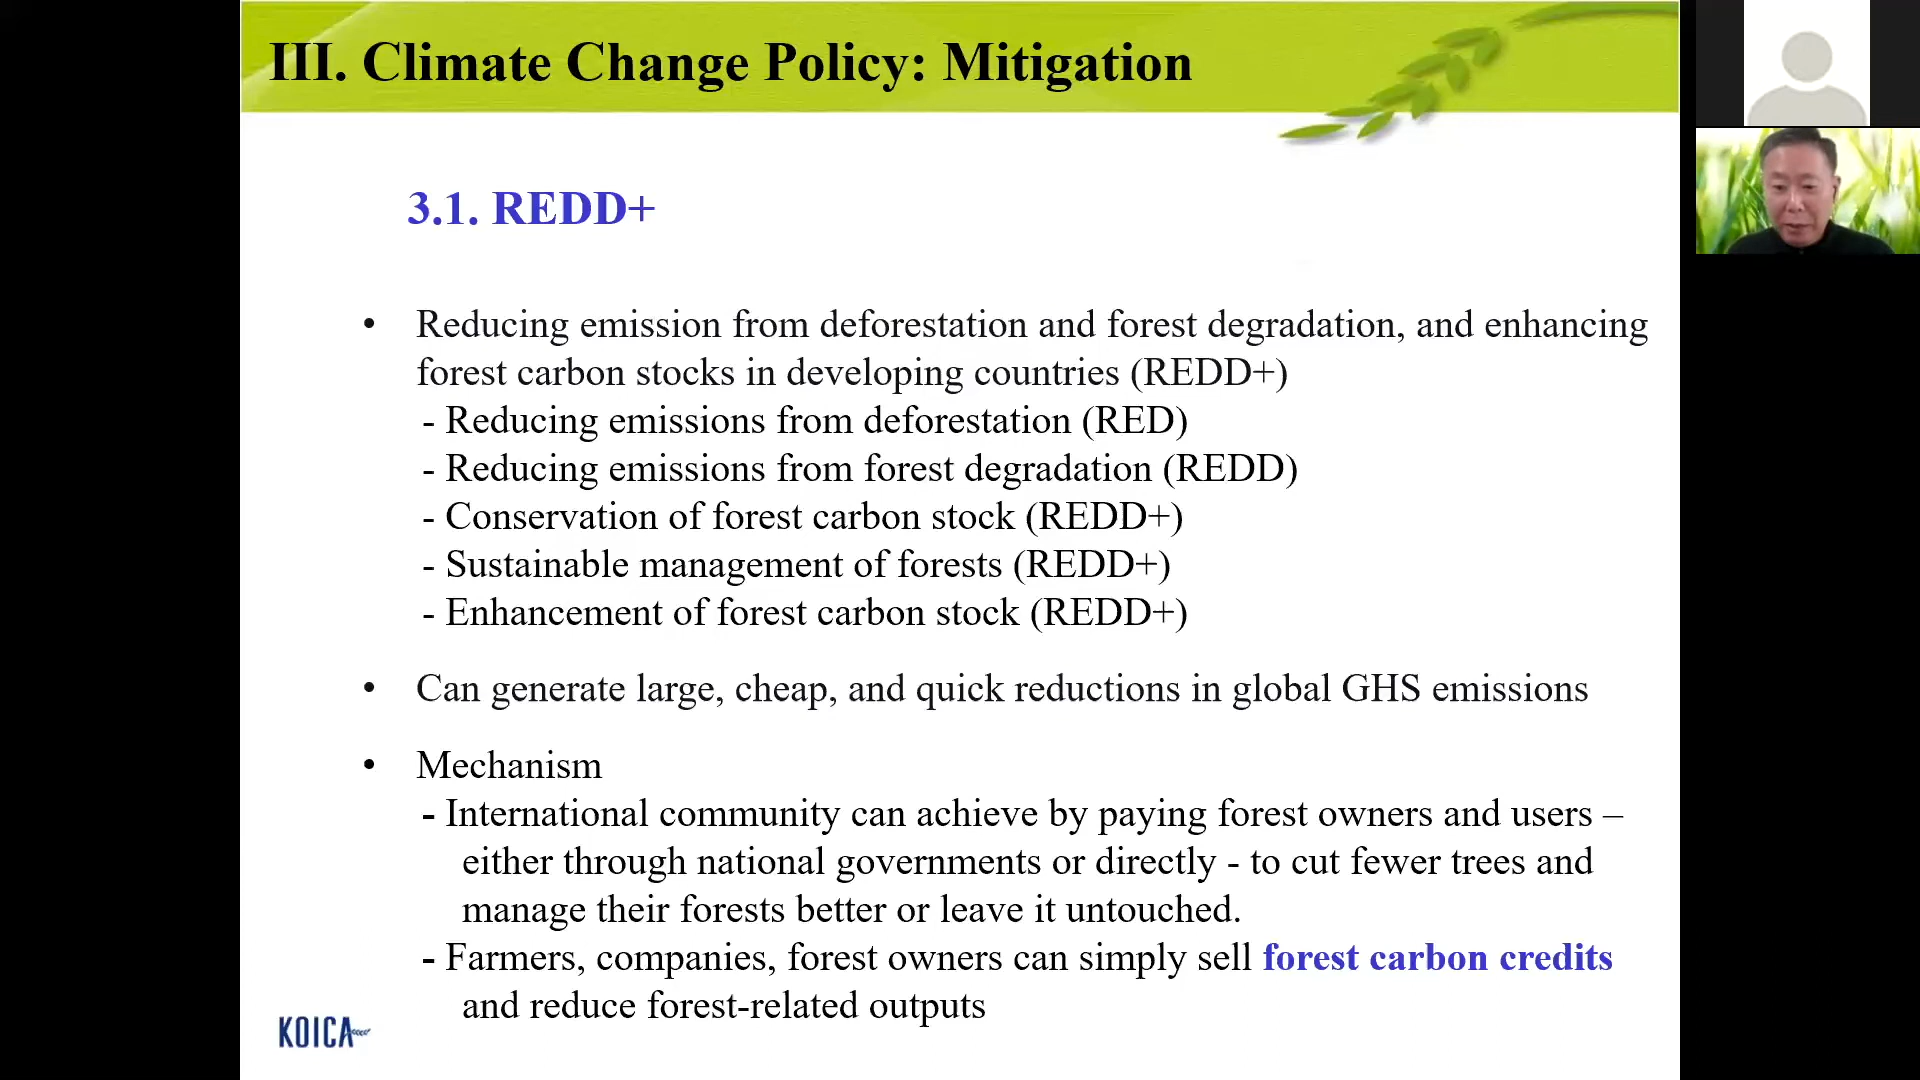 III. Climate Change Policy: Mitigation
3.1. REDD+
• Reducing emission from deforestation and forest degradation, and enhancing
forest carbon stocks in developing countries (REDD+)
- Reducing emissions from deforestation (RED)
- Reducing emissions from forest degradation (REDD)
- Conservation of forest carbon stock (REDD+)
- Sustainable management of forests (REDD+)
- Enhancement of forest carbon stock (REDD+)
• Can generate large, cheap, and quick reductions in global GHS emissions
• Mechanism
- International community can achieve by paying forest owners and users –
either through national governments or directly - to cut fewer trees and
manage their forests better or leave it untouched.
- Farmers, companies, forest owners can simply sell forest carbon credits
and reduce forest-related outputs
KOICA